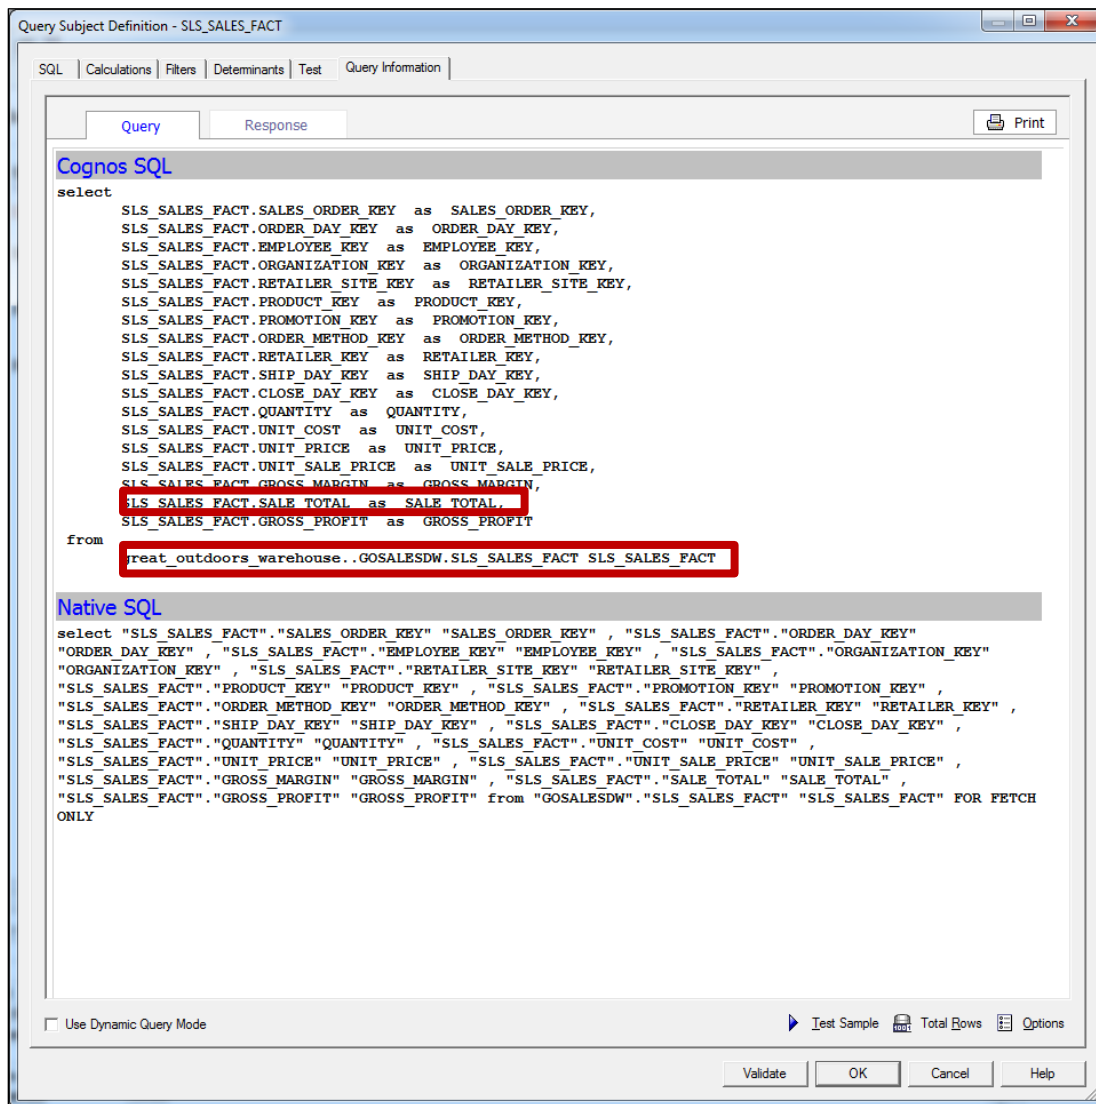 Query Subject Definition - SLS_SALES_FACT
SQL Calculations Filters Determinants Test Query Information
Query Response Print
Cognos SQL
select
SLS_SALES_FACT.SALES_ORDER_KEY as SALES_ORDER_KEY,
SLS_SALES_FACT.ORDER_DAY_KEY as ORDER_DAY_KEY,
SLS_SALES_FACT.EMPLOYEE_KEY as EMPLOYEE_KEY,
SLS_SALES_FACT.ORGANIZATION_KEY as ORGANIZATION_KEY,
SLS_SALES_FACT.RETAILER_SITE_KEY as RETAILER_SITE_KEY,
SLS_SALES_FACT.PRODUCT_KEY as PRODUCT_KEY,
SLS_SALES_FACT.PROMOTION_KEY as PROMOTION_KEY,
SLS_SALES_FACT.ORDER_METHOD_KEY as ORDER_METHOD_KEY,
SLS_SALES_FACT.RETAILER_KEY as RETAILER_KEY,
SLS_SALES_FACT.SHIP_DAY_KEY as SHIP_DAY_KEY,
SLS_SALES_FACT.CLOSE_DAY_KEY as CLOSE_DAY_KEY,
SLS_SALES_FACT.QUANTITY as QUANTITY,
SLS_SALES_FACT.UNIT_COST as UNIT_COST,
SLS_SALES_FACT.UNIT_PRICE as UNIT_PRICE,
SLS_SALES_FACT.UNIT_SALE_PRICE as UNIT_SALE_PRICE,
SLS_SALES_FACT.GROSS_MARGIN as GROSS_MARGIN,
SLS_SALES_FACT.SALE_TOTAL as SALE_TOTAL,
SLS_SALES_FACT.GROSS_PROFIT as GROSS_PROFIT
from
great_outdoors_warehouse..GOSALESDW.SLS_SALES_FACT SLS_SALES_FACT
Native SQL
select "SLS_SALES_FACT"."SALES_ORDER_KEY" "SALES_ORDER_KEY" , "SLS_SALES_FACT"."ORDER_DAY_KEY"
"ORDER_DAY_KEY" , "SLS_SALES_FACT"."EMPLOYEE_KEY" "EMPLOYEE_KEY" , "SLS_SALES_FACT"."ORGANIZATION_KEY"
"ORGANIZATION_KEY" , "SLS_SALES_FACT"."RETAILER_SITE_KEY" "RETAILER_SITE_KEY" ,
"SLS_SALES_FACT"."PRODUCT_KEY" "PRODUCT_KEY" , "SLS_SALES_FACT"."PROMOTION_KEY" "PROMOTION_KEY" ,
"SLS_SALES_FACT"."ORDER_METHOD_KEY" "ORDER_METHOD_KEY" , "SLS_SALES_FACT"."RETAILER_KEY" "RETAILER_KEY" ,
"SLS_SALES_FACT"."SHIP_DAY_KEY" "SHIP_DAY_KEY" , "SLS_SALES_FACT"."CLOSE_DAY_KEY" "CLOSE_DAY_KEY" ,
"SLS_SALES_FACT"."QUANTITY" "QUANTITY" , "SLS_SALES_FACT"."UNIT_COST" "UNIT_COST" ,
"SLS_SALES_FACT"."UNIT_PRICE" "UNIT_PRICE" , "SLS_SALES_FACT"."UNIT_SALE_PRICE" "UNIT_SALE_PRICE" ,
"SLS_SALES_FACT"."GROSS_MARGIN" "GROSS_MARGIN" , "SLS_SALES_FACT"."SALE_TOTAL" "SALE_TOTAL" ,
"SLS_SALES_FACT"."GROSS_PROFIT" "GROSS_PROFIT" from "GOSALESDW"."SLS_SALES_FACT" "SLS_SALES_FACT" FOR FETCH
ONLY
Use Dynamic Query Mode Test Sample Total Rows Options
Validate OK Cancel Help